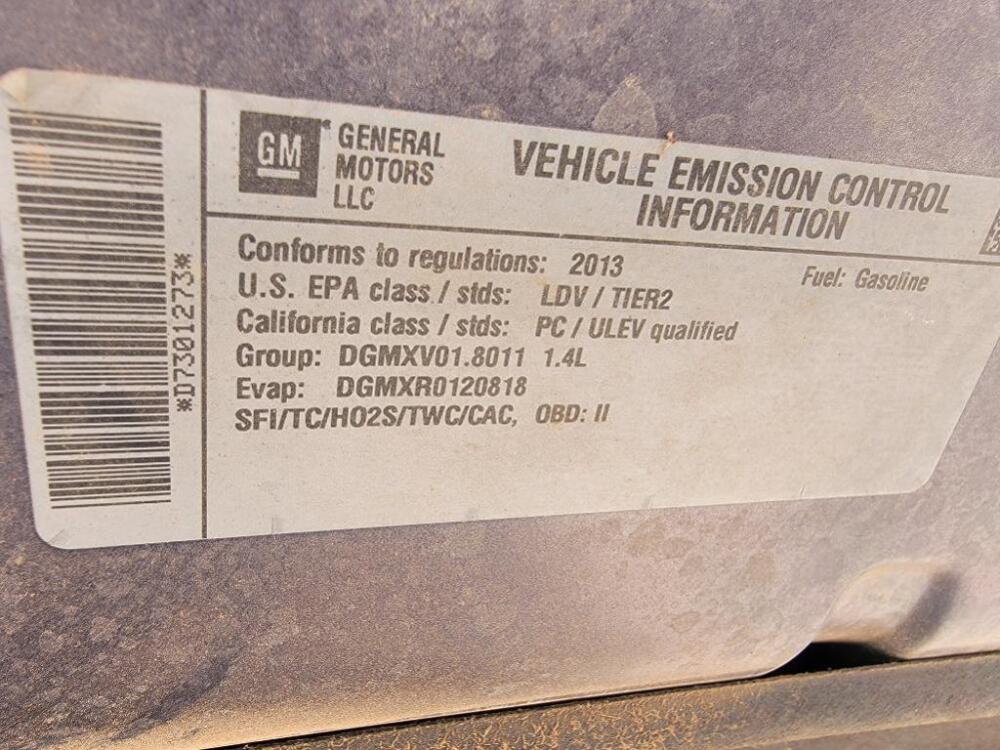 GM
GENERAL
MOTORS
LLC
VEHICLE EMISSION CONTROL
INFORMATION
Conforms to regulations: 2013
Fuel: Gasoline
U.S. EPA class / stds: LDV / TIER2
California class / stds: PC / ULEV qualified
Group: DGMXV01.8011 1.4L
Evap: DGMXR0120818
SFI/TC/HO2S/TWC/CAC, OBD: II
*D7301273*